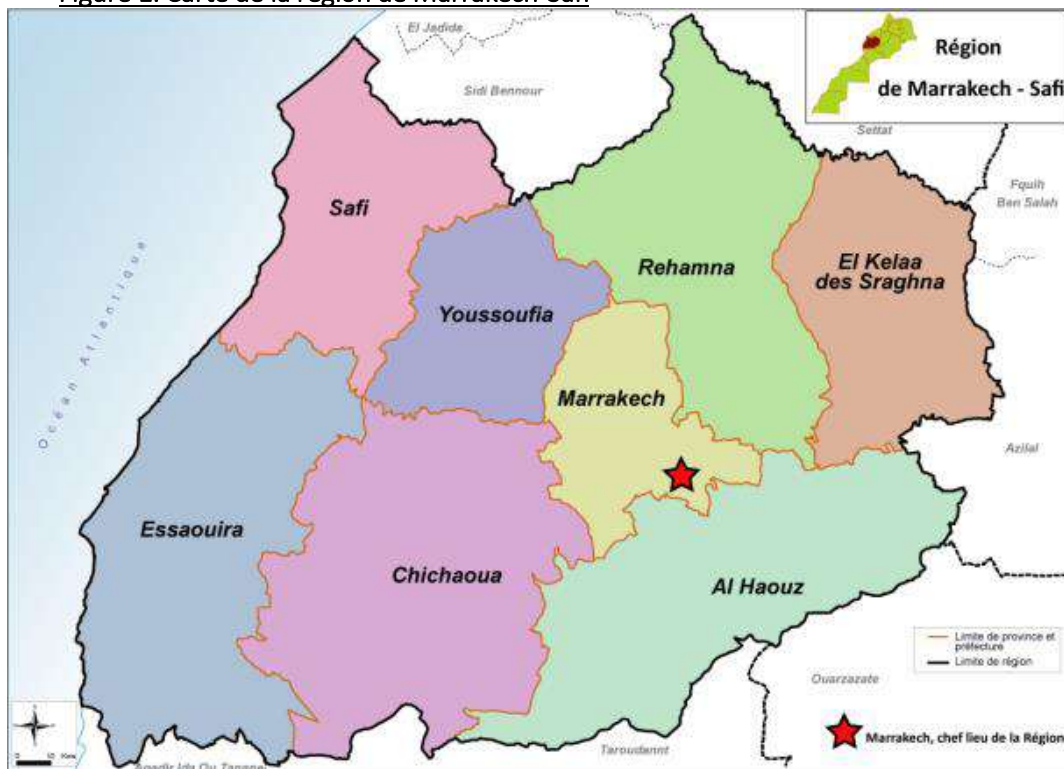 El Jadida
Région
de Marrakech - Safi
Sidi Bennour
Settat
Fquih
Ben Salah
Safi
Rehamna
El Kelaa
des Sraghna
Youssoufia
Océan Atlantique
Marrakech
Azilal
Essaouira
Chichaoua
Al Haouz
Limite de province et
préfecture
Limite de région
Ouarzazate
Marrakech, chef lieu de la Région
Taroudannt